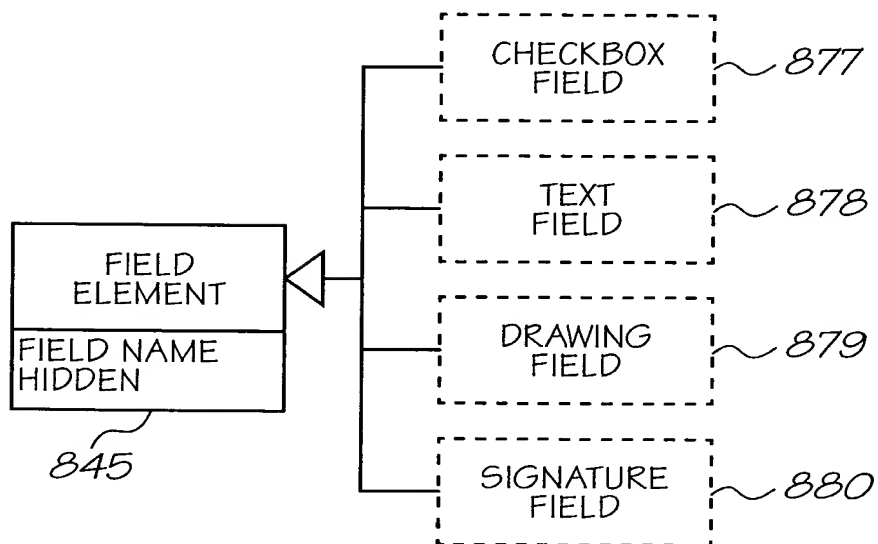 CHECKBOX
FIELD
877
TEXT
FIELD
878
FIELD
ELEMENT
FIELD NAME
HIDDEN
845
DRAWING
FIELD
879
SIGNATURE
FIELD
880